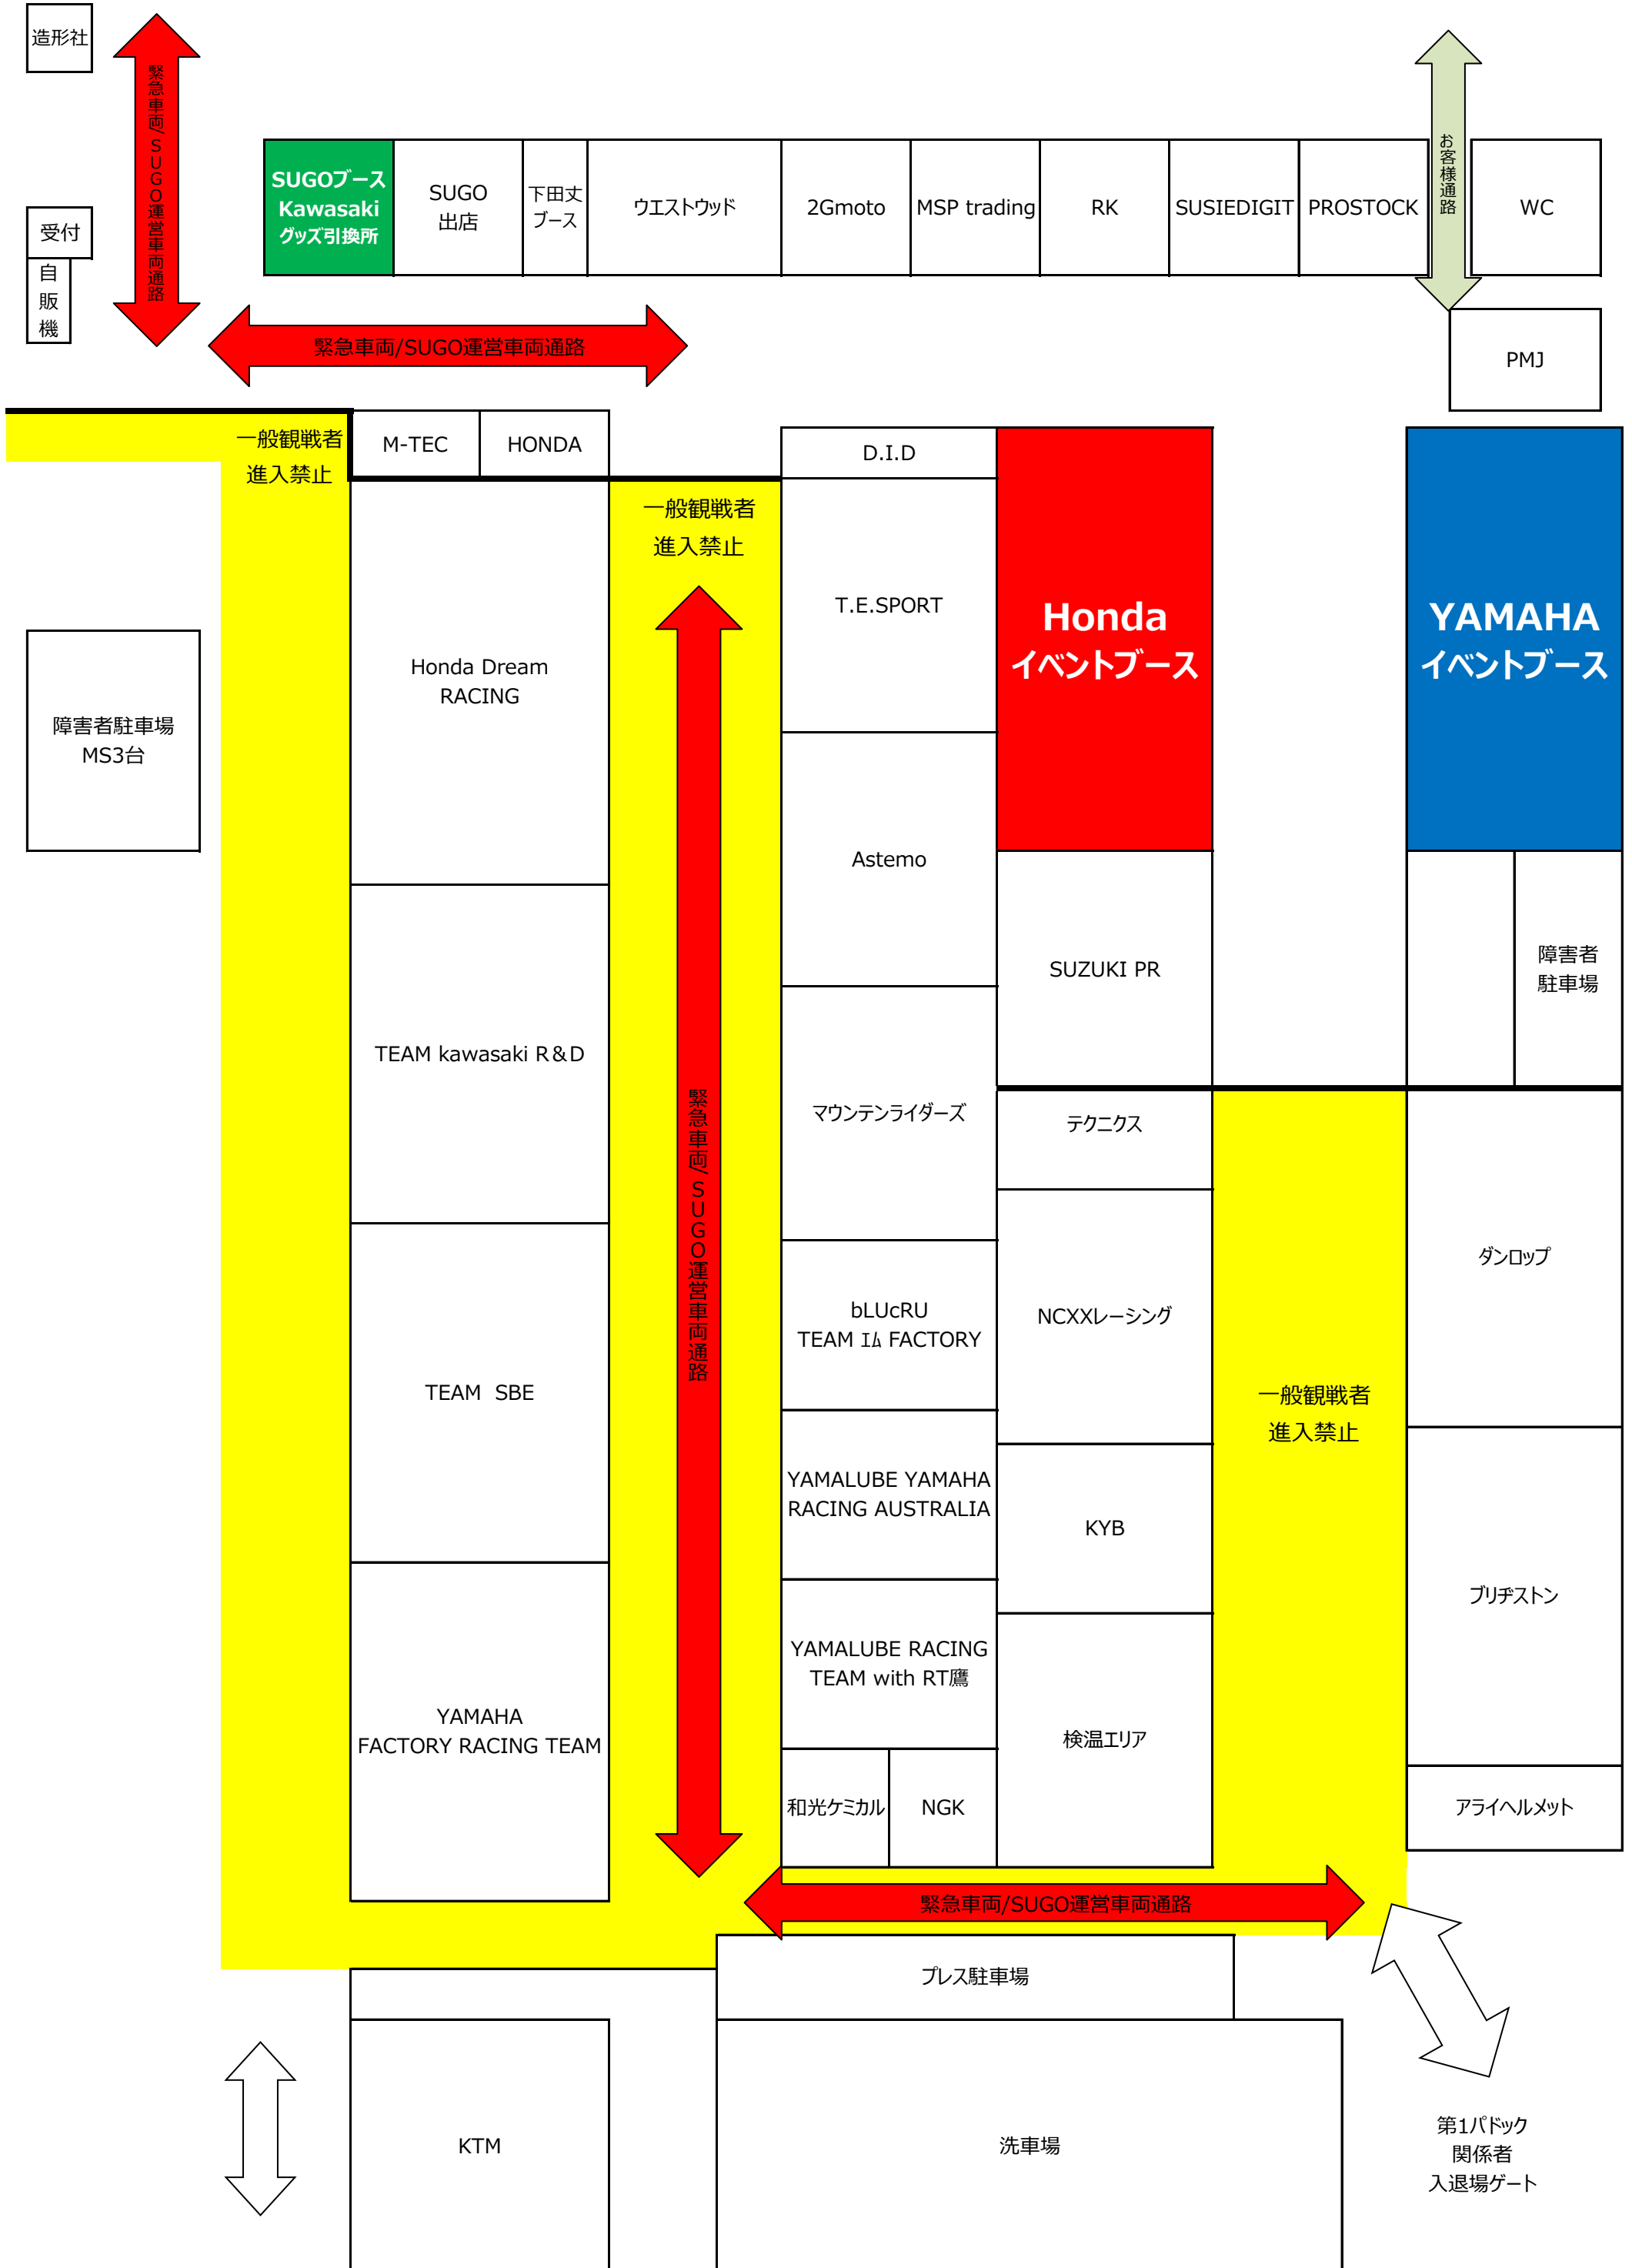 造形社
緊急車両/SUGO運営車両通路
お客様通路
SUGOブース
Kawasaki
グッズ引換所
SUGO
出店
下田丈
ブース
ウエストウッド
2Gmoto
MSP trading
RK
SUSIEDIGIT
PROSTOCK
WC
受付
自
販
機
緊急車両/SUGO運営車両通路
PMJ
一般観戦者
進入禁止
M-TEC
HONDA
D.I.D
一般観戦者
進入禁止
T.E.SPORT
Honda
イベントブース
YAMAHA
イベントブース
Honda Dream
RACING
障害者駐車場
MS3台
Astemo
SUZUKI PR
障害者
駐車場
TEAM kawasaki R&D
緊急車両/SUGO運営車両通路
マウンテンライダーズ
テクニクス
ダンロップ
bLUcRU
TEAM エム FACTORY
NCXXレーシング
TEAM SBE
一般観戦者
進入禁止
YAMALUBE YAMAHA
RACING AUSTRALIA
KYB
ブリヂストン
YAMALUBE RACING
TEAM with RT鷹
YAMAHA
FACTORY RACING TEAM
検温エリア
和光ケミカル
NGK
アライヘルメット
緊急車両/SUGO運営車両通路
プレス駐車場
KTM
洗車場
第1パドック
関係者
入退場ゲート